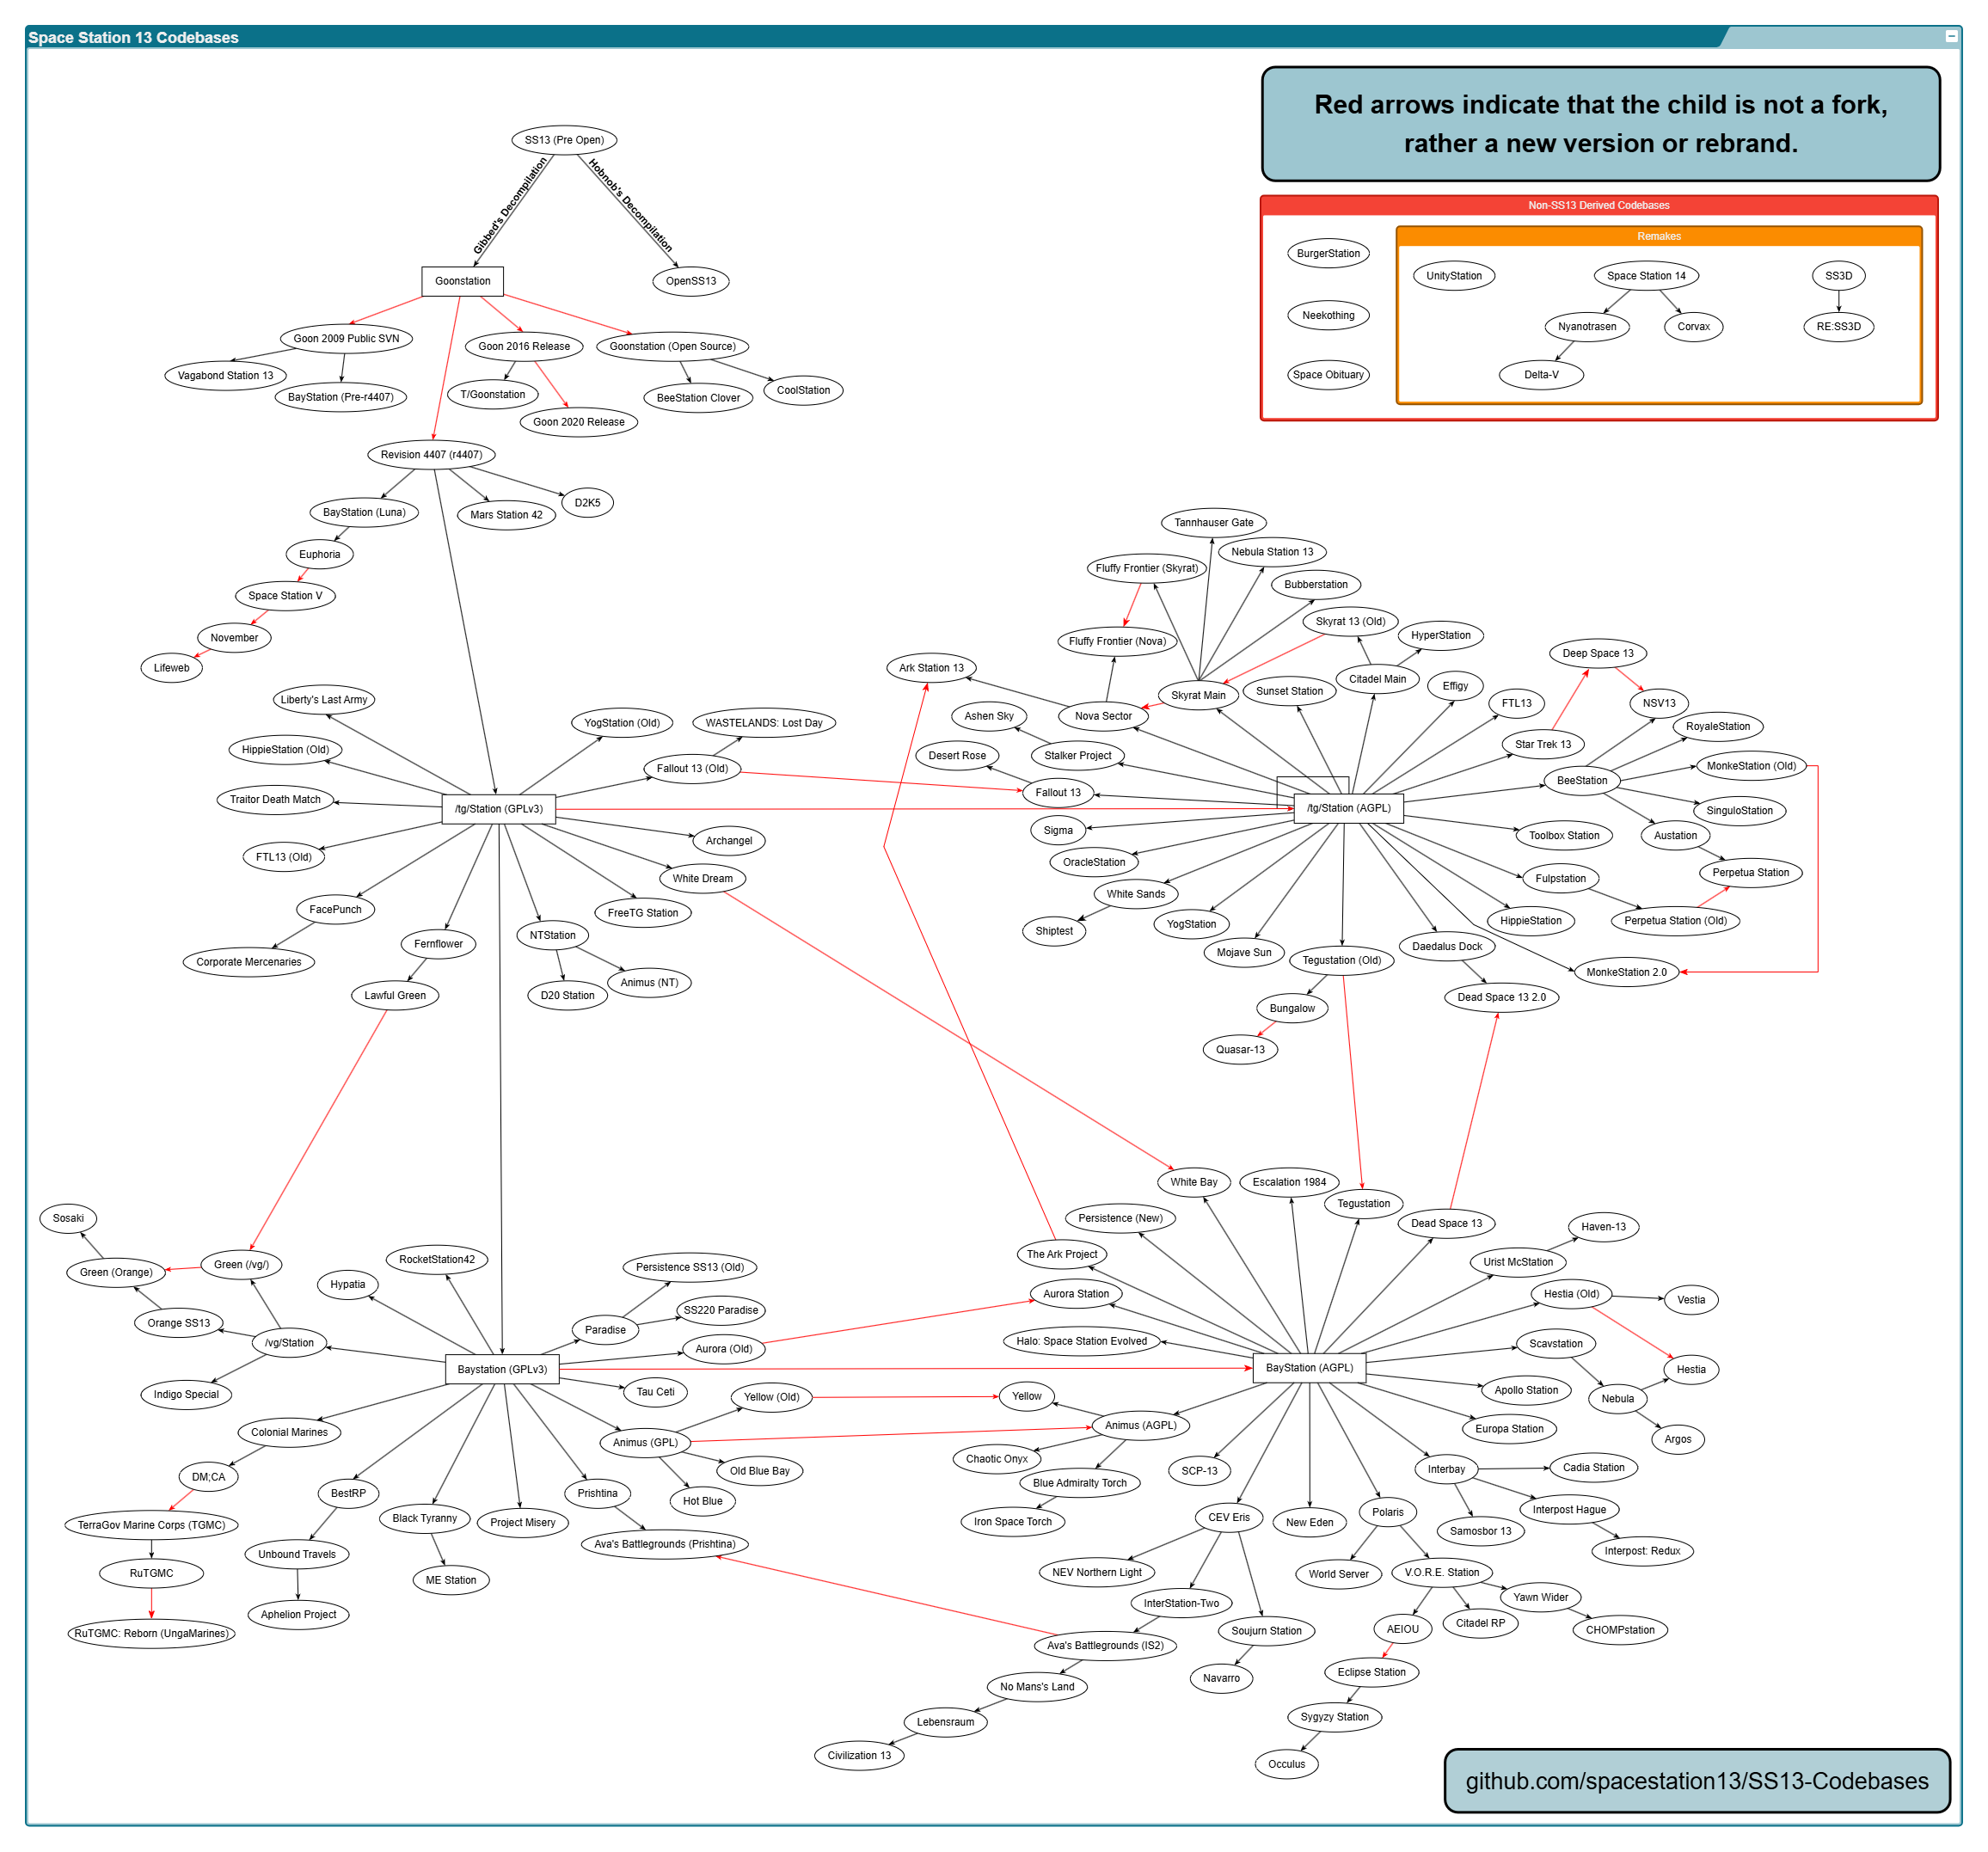 Space Station 13 Codebases
Red arrows indicate that the child is not a fork,
rather a new version or rebrand.
SS13 (Pre Open)
Gibbed's Decompilation
Hobnob's Decompilation
Goonstation
OpenSS13
Non-SS13 Derived Codebases
Remakes
BurgerStation
Neekothing
Space Obituary
UnityStation
Space Station 14
SS3D
Nyanotrasen
Corvax
RE:SS3D
Delta-V
Goon 2009 Public SVN
Goon 2016 Release
Goonstation (Open Source)
Vagabond Station 13
BayStation (Pre-r4407)
T/Goonstation
Goon 2020 Release
BeeStation Clover
CoolStation
Revision 4407 (r4407)
BayStation (Luna)
Mars Station 42
D2K5
Euphoria
Space Station V
November
Lifeweb
Liberty's Last Army
HippieStation (Old)
Traitor Death Match
FTL13 (Old)
YogStation (Old)
WASTELANDS: Lost Day
Fallout 13 (Old)
/tg/Station (GPLv3)
Archangel
White Dream
FreeTG Station
FacePunch
Corporate Mercenaries
Fernflower
Lawful Green
NTStation
D20 Station
Animus (NT)
Tannhauser Gate
Nebula Station 13
Fluffy Frontier (Skyrat)
Bubberstation
Skyrat 13 (Old)
HyperStation
Fluffy Frontier (Nova)
Ark Station 13
Citadel Main
Deep Space 13
Skyrat Main
Sunset Station
Effigy
FTL13
NSV13
Nova Sector
Ashen Sky
Star Trek 13
RoyaleStation
Stalker Project
Desert Rose
BeeStation
MonkeStation (Old)
Fallout 13
/tg/Station (AGPL)
SinguloStation
Sigma
Toolbox Station
Austation
OracleStation
Perpetua Station
White Sands
Fulpstation
Shiptest
YogStation
HippieStation
Perpetua Station (Old)
Mojave Sun
Tegustation (Old)
Daedalus Dock
MonkeStation 2.0
Bungalow
Dead Space 13 2.0
Quasar-13
White Bay
Escalation 1984
Tegustation
Persistence (New)
Dead Space 13
Haven-13
The Ark Project
Urist McStation
Aurora Station
Hestia (Old)
Vestia
Halo: Space Station Evolved
Scavstation
BayStation (AGPL)
Hestia
Apollo Station
Nebula
Europa Station
Argos
Sosaki
Green (Orange)
Green (/vg/)
RocketStation42
Hypatia
Persistence SS13 (Old)
SS220 Paradise
Orange SS13
Paradise
/vg/Station
Aurora (Old)
Baystation (GPLv3)
Indigo Special
Tau Ceti
Yellow (Old)
Yellow
Colonial Marines
Animus (GPL)
Animus (AGPL)
Chaotic Onyx
Old Blue Bay
Blue Admiralty Torch
Hot Blue
Iron Space Torch
DM;CA
BestRP
Prishtina
TerraGov Marine Corps (TGMC)
Black Tyranny
Project Misery
Ava's Battlegrounds (Prishtina)
Unbound Travels
RuTGMC
ME Station
Aphelion Project
RuTGMC: Reborn (UngaMarines)
SCP-13
Interbay
Cadia Station
CEV Eris
New Eden
Polaris
Interpost Hague
Samosbor 13
Interpost: Redux
NEV Northern Light
World Server
V.O.R.E. Station
InterStation-Two
Yawn Wider
Citadel RP
CHOMPstation
Soujurn Station
AEIOU
Ava's Battlegrounds (IS2)
Navarro
Eclipse Station
No Mans's Land
Lebensraum
Sygyzy Station
Civilization 13
Occulus
github.com/spacestation13/SS13-Codebases